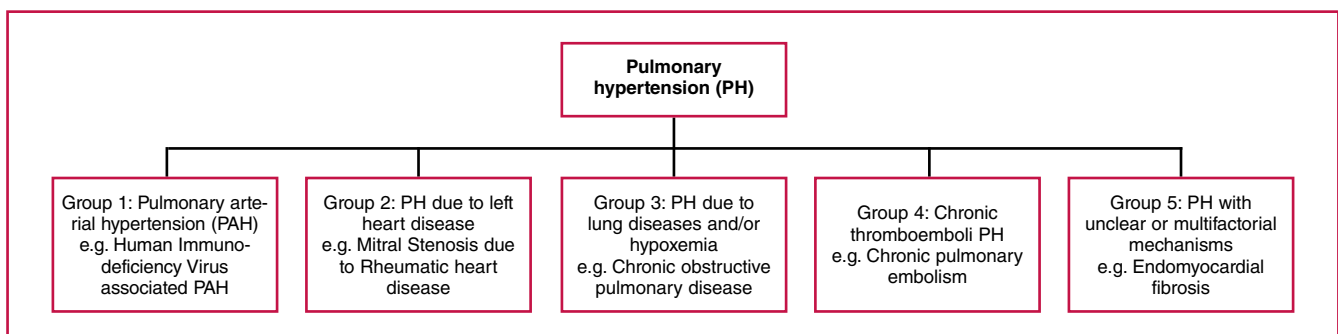 Pulmonary
hypertension (PH)
Group 1: Pulmonary arte-
rial hypertension (PAH)
e.g. Human Immuno-
deficiency Virus
associated PAH
Group 2: PH due to left
heart disease
e.g. Mitral Stenosis due
to Rheumatic heart
disease
Group 3: PH due to
lung diseases and/or
hypoxemia
e.g. Chronic obstructive
pulmonary disease
Group 4: Chronic
thromboemboli PH
e.g. Chronic pulmonary
embolism
Group 5: PH with
unclear or multifactorial
mechanisms
e.g. Endomyocardial
fibrosis